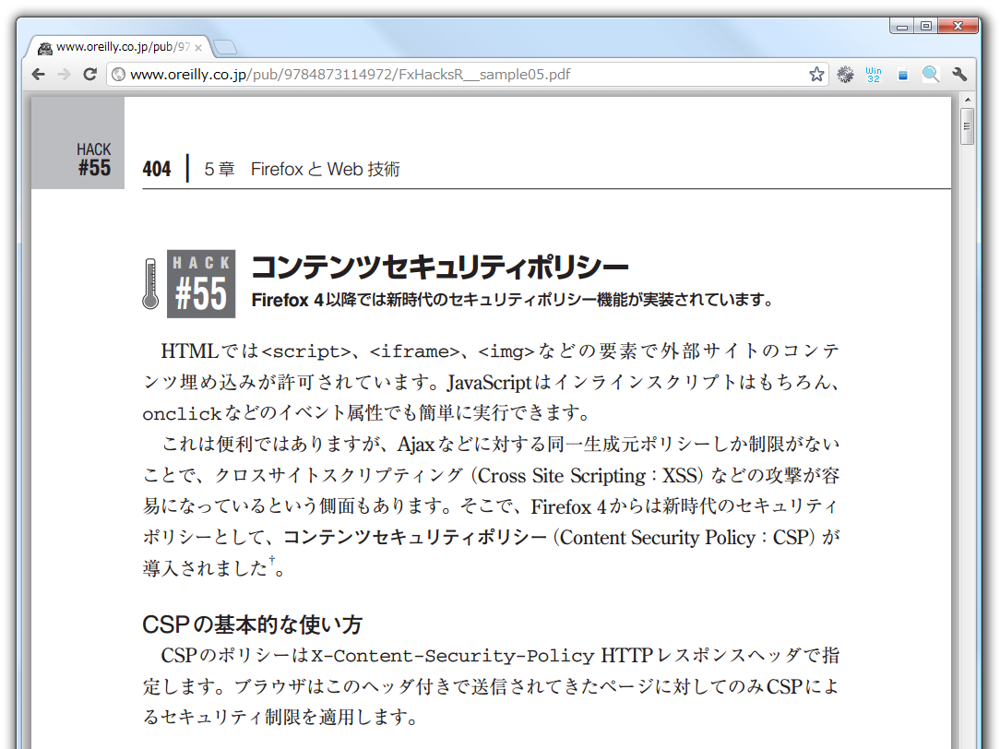 www.oreilly.co.jp/pub/97
www.oreilly.co.jp/pub/9784873114972/FxHacksR__sample05.pdf
Win
32
HACK
#55
404
5 章 Firefox と Web 技術
HACK
#55
コンテンツセキュリティポリシー
Firefox 4以降では新時代のセキュリティポリシー機能が実装されています。
HTMLでは<script>、<iframe>、<img>などの要素で外部サイトのコンテ
ンツ埋め込みが許可されています。JavaScriptはインラインスクリプトはもちろん、
onclickなどのイベント属性でも簡単に実行できます。
これは便利ではありますが、Ajaxなどに対する同一生成元ポリシーしか制限がない
ことで、クロスサイトスクリプティング（Cross Site Scripting：XSS）などの攻撃が容
易になっているという側面もあります。そこで、Firefox 4からは新時代のセキュリティ
ポリシーとして、コンテンツセキュリティポリシー（Content Security Policy：CSP）が
導入されました†。
CSPの基本的な使い方
CSPのポリシーはX-Content-Security-Policy HTTPレスポンスヘッダで指
定します。ブラウザはこのヘッダ付きで送信されてきたページに対してのみCSPによ
るセキュリティ制限を適用します。